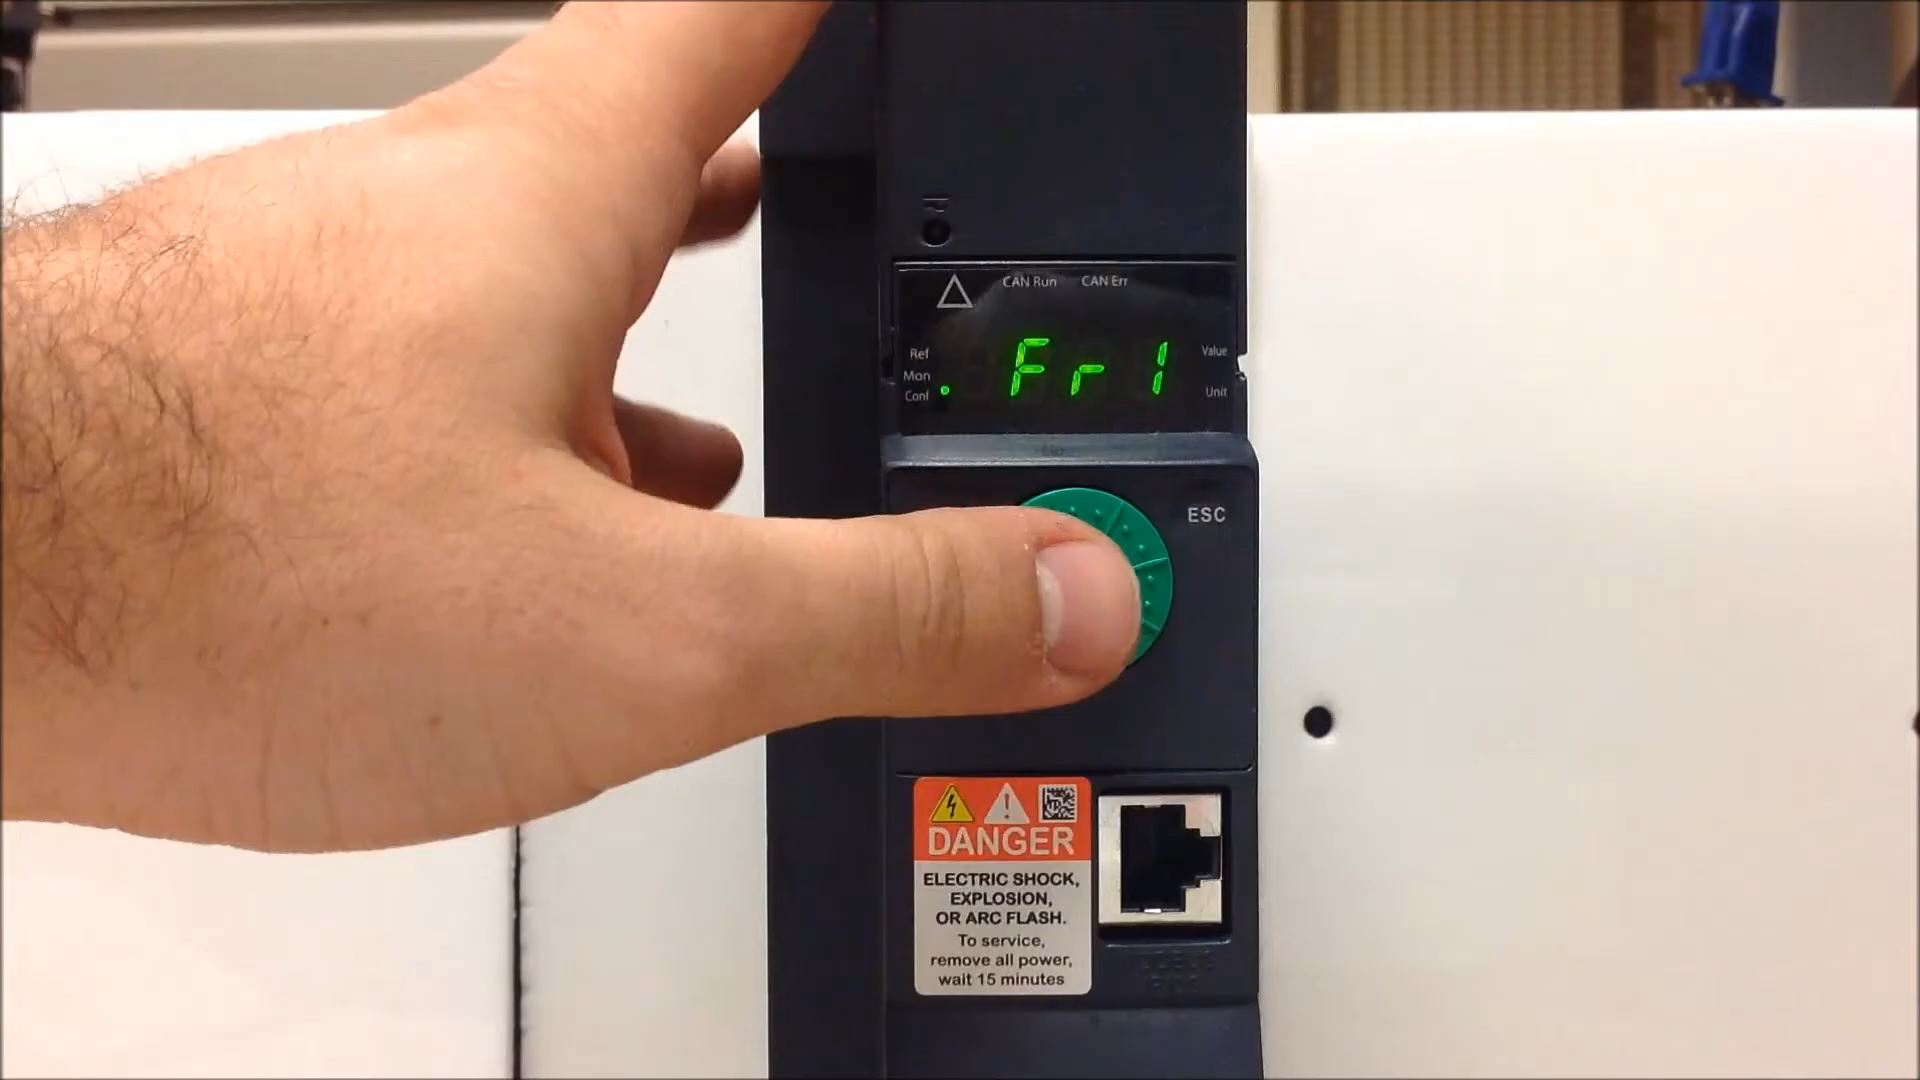 CAN Run CAN Err
Ref
Mon
Conf
. Fr1
Value
Unit
ESC
DANGER
ELECTRIC SHOCK,
EXPLOSION,
OR ARC FLASH.
To service,
remove all power,
wait 15 minutes